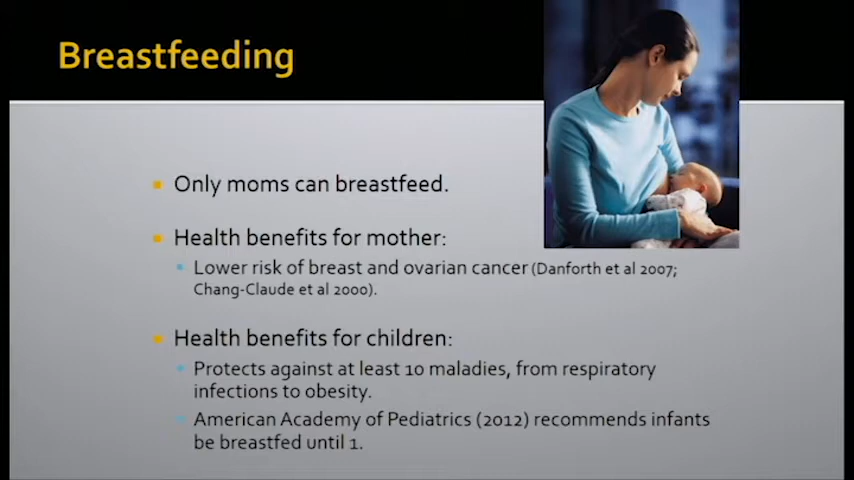 Breastfeeding
Only moms can breastfeed.
Health benefits for mother:
Lower risk of breast and ovarian cancer (Danforth et al 2007;
Chang-Claude et al 2000).
Health benefits for children:
Protects against at least 10 maladies, from respiratory
infections to obesity.
American Academy of Pediatrics (2012) recommends infants
be breastfed until 1.